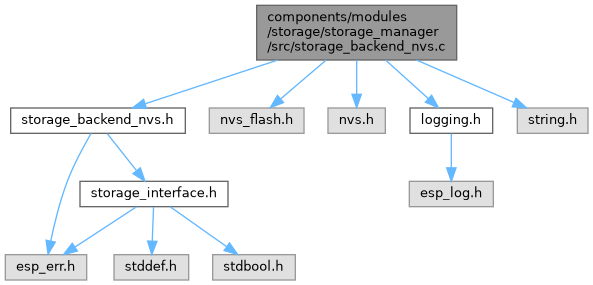 components/modules
/storage/storage_manager
/src/storage_backend_nvs.c
storage_backend_nvs.h
nvs_flash.h
nvs.h
logging.h
string.h
storage_interface.h
esp_log.h
esp_err.h
stddef.h
stdbool.h